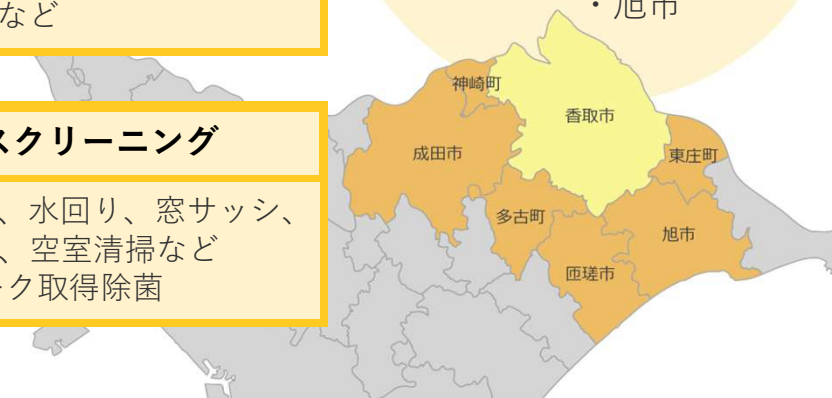 など
・旭市
スクリーニング
、水回り、窓サッシ、
、空室清掃など
ーク取得除菌
神崎町
香取市
成田市
東庄町
多古町
旭市
匝瑳市